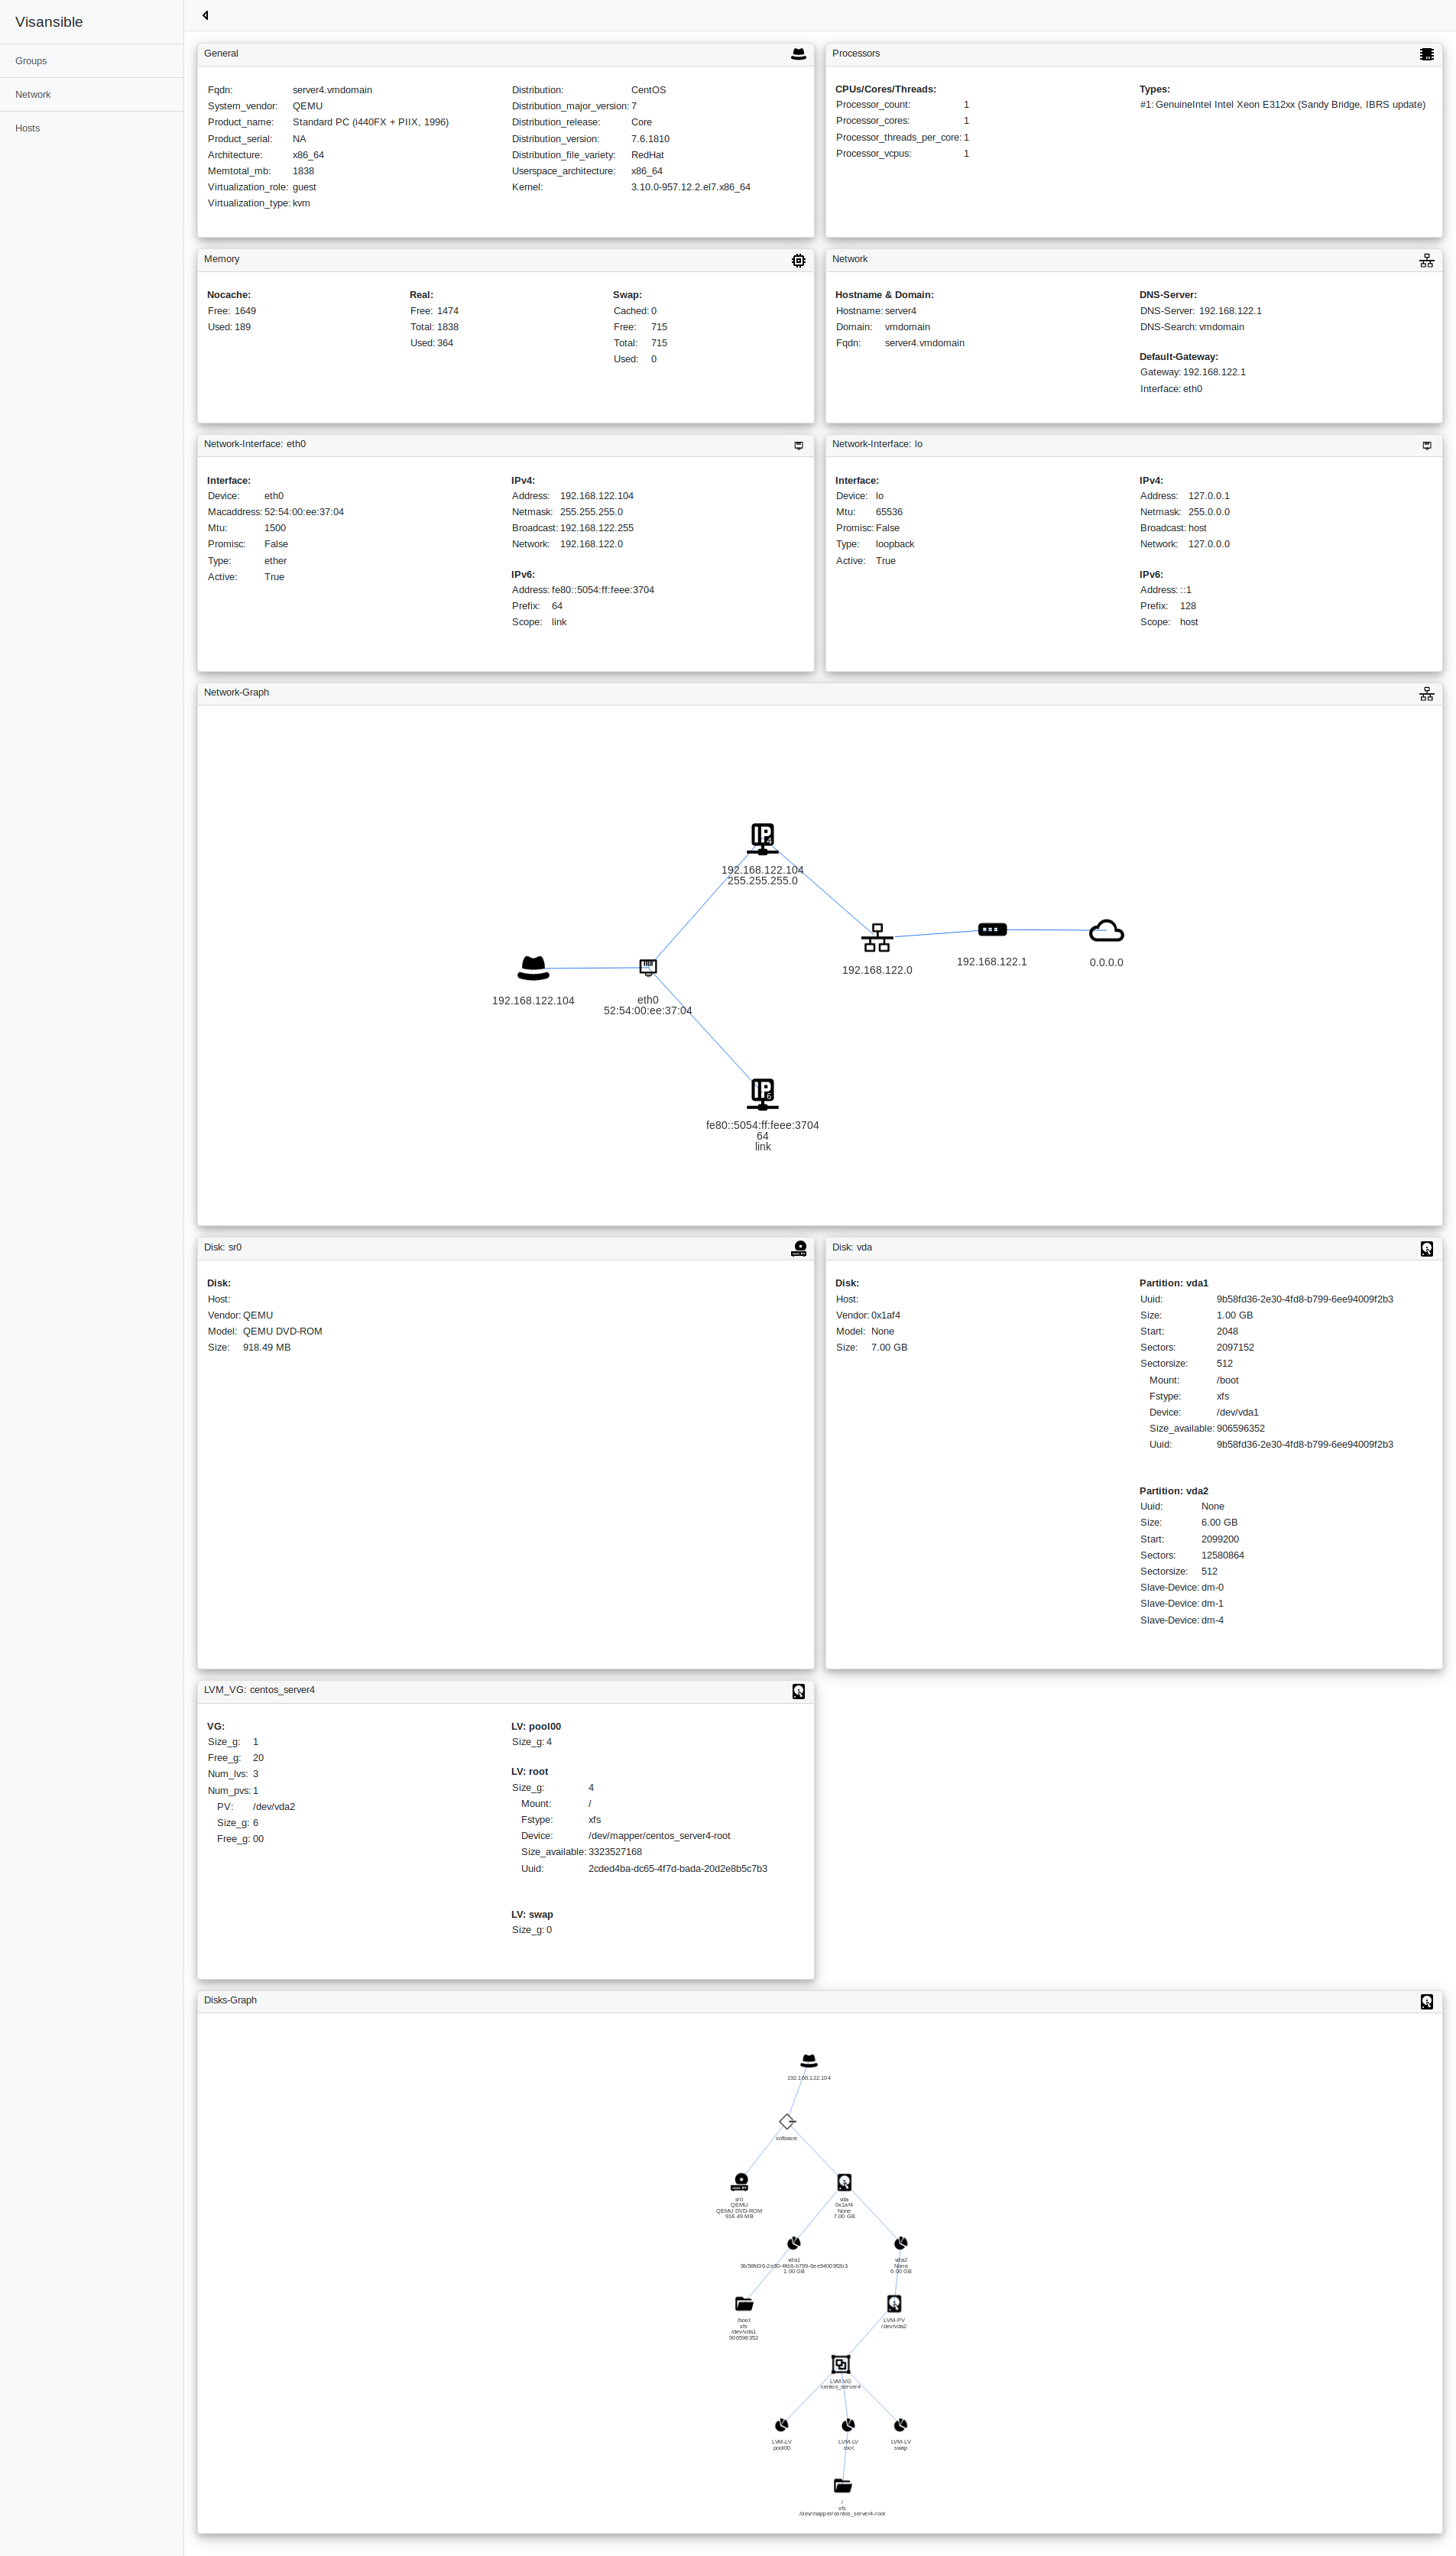 Visansible
Groups
Network
Hosts
General
Fqdn: server4.vmdomain
System_vendor: QEMU
Product_name: Standard PC (i440FX + PIIX, 1996)
Product_serial: NA
Architecture: x86_64
Memtotal_mb: 1838
Virtualization_role: guest
Virtualization_type: kvm
Distribution: CentOS
Distribution_major_version: 7
Distribution_release: Core
Distribution_version: 7.6.1810
Distribution_file_variety: RedHat
Userspace_architecture: x86_64
Kernel: 3.10.0-957.12.2.el7.x86_64
Processors
CPUs/Cores/Threads:
Processor_count: 1
Processor_cores: 1
Processor_threads_per_core: 1
Processor_vcpus: 1
Types:
#1: GenuineIntel Intel Xeon E312xx (Sandy Bridge, IBRS update)
Memory
Nocache:
Free: 1649
Used: 189
Real:
Free: 1474
Total: 1838
Used: 364
Swap:
Cached: 0
Free: 715
Total: 715
Used: 0
Network
Hostname & Domain:
Hostname: server4
Domain: vmdomain
Fqdn: server4.vmdomain
DNS-Server:
DNS-Server: 192.168.122.1
DNS-Search: vmdomain
Default-Gateway:
Gateway: 192.168.122.1
Interface: eth0
Network-Interface: eth0
Interface:
Device: eth0
Macaddress: 52:54:00:ee:37:04
Mtu: 1500
Promisc: False
Type: ether
Active: True
IPv4:
Address: 192.168.122.104
Netmask: 255.255.255.0
Broadcast: 192.168.122.255
Network: 192.168.122.0
IPv6:
Address: fe80::5054:ff:feee:3704
Prefix: 64
Scope: link
Network-Interface: lo
Interface:
Device: lo
Mtu: 65536
Promisc: False
Type: loopback
Active: True
IPv4:
Address: 127.0.0.1
Netmask: 255.0.0.0
Broadcast: host
Network: 127.0.0.0
IPv6:
Address: ::1
Prefix: 128
Scope: host
Network-Graph
192.168.122.104
255.255.255.0
192.168.122.0
192.168.122.1
0.0.0.0
192.168.122.104
eth0
52:54:00:ee:37:04
fe80::5054:ff:feee:3704
64
link
Disk: sr0
Disk:
Host:
Vendor: QEMU
Model: QEMU DVD-ROM
Size: 918.49 MB
Disk: vda
Disk:
Host:
Vendor: 0x1af4
Model: None
Size: 7.00 GB
Partition: vda1
Uuid: 9b58fd36-2e30-4fd8-b799-6ee94009f2b3
Size: 1.00 GB
Start: 2048
Sectors: 2097152
Sectorsize: 512
Mount: /boot
Fstype: xfs
Device: /dev/vda1
Size_available: 906596352
Uuid: 9b58fd36-2e30-4fd8-b799-6ee94009f2b3
Partition: vda2
Uuid: None
Size: 6.00 GB
Start: 2099200
Sectors: 12580864
Sectorsize: 512
Slave-Device: dm-0
Slave-Device: dm-1
Slave-Device: dm-4
LVM_VG: centos_server4
VG:
Size_g: 1
Free_g: 20
Num_lvs: 3
Num_pvs: 1
PV: /dev/vda2
Size_g: 6
Free_g: 00
LV: pool00
Size_g: 4
LV: root
Size_g: 4
Mount: /
Fstype: xfs
Device: /dev/mapper/centos_server4-root
Size_available: 3323527168
Uuid: 2cded4ba-dc65-4f7d-bada-20d2e8b5c7b3
LV: swap
Size_g: 0
Disks-Graph
192.168.122.104
software
sr0
QEMU
QEMU DVD-ROM
918.49 MB
vda
0x1af4
None
7.00 GB
vda1
9b58fd36-2e30-4fd8-b799-6ee94009f2b3
1.00 GB
vda2
None
6.00 GB
/boot
xfs
/dev/vda1
906596352
LVM-PV
/dev/vda2
LVM-VG
centos_server4
LVM-LV
pool00
LVM-LV
root
LVM-LV
swap
/
xfs
/dev/mapper/centos_server4-root